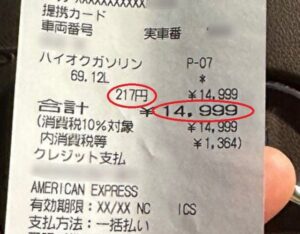 XXXXXXXXXXX
提携カード
車両番号 実車番
ハイオクガソリン P-07
69.12L *
217円 ¥14,999
合計 ¥14,999
(消費税10%対象 ¥14,999
内消費税等 ¥1,364)
クレジット支払
AMERICAN EXPRESS
有効期限：XX/XX NC ICS
支払方法：一括払い